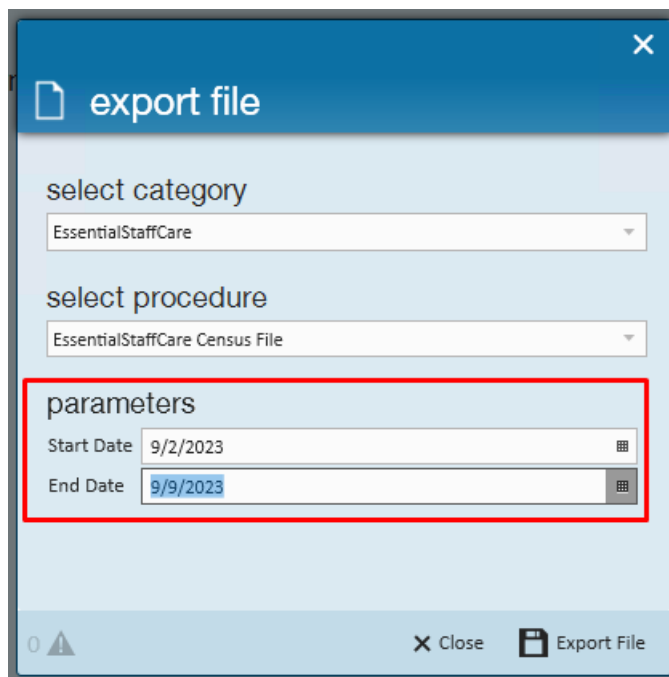 export file
select category
EssentialStaffCare
select procedure
EssentialStaffCare Census File
parameters
Start Date 9/2/2023
End Date 9/9/2023
0 Close Export File